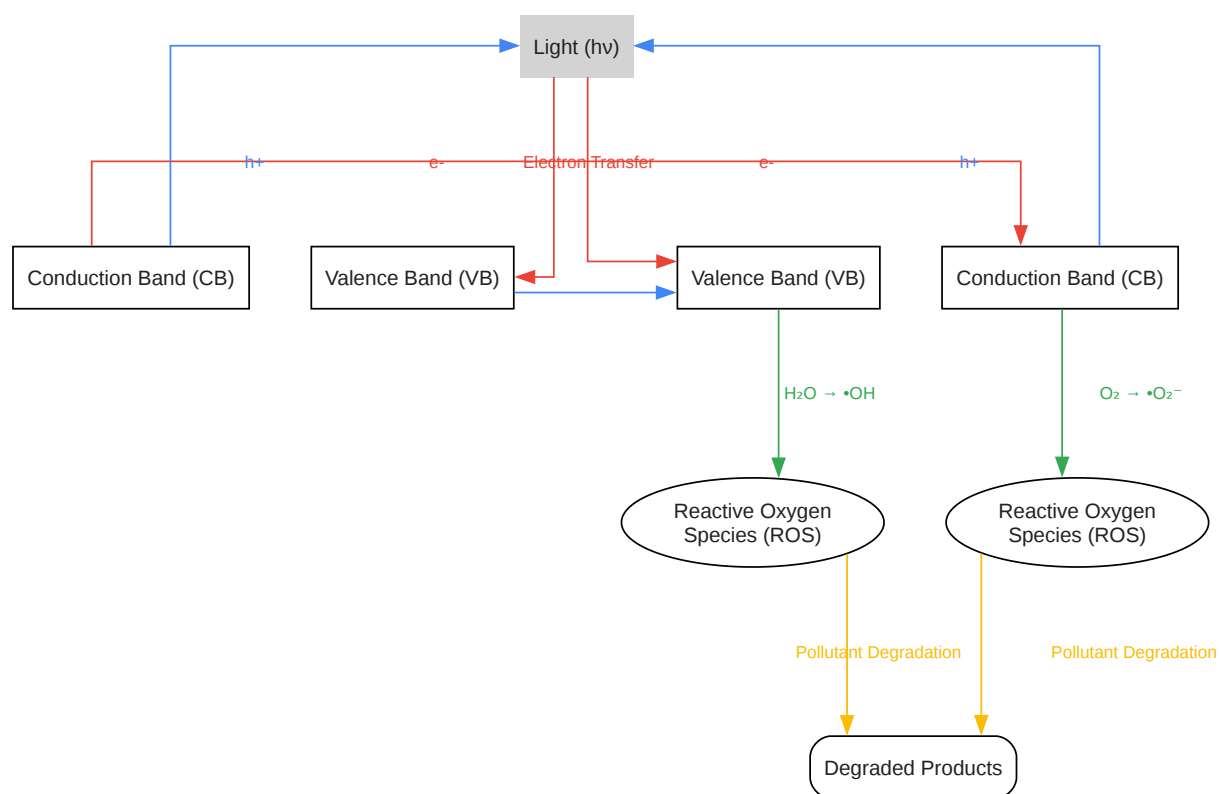 Light (hν)
h+
e-
Electron Transfer
e-
h+
Conduction Band (CB)
Valence Band (VB)
Valence Band (VB)
Conduction Band (CB)
H₂O → •OH
O₂ → •O₂⁻
Reactive Oxygen
Species (ROS)
Reactive Oxygen
Species (ROS)
Pollutant Degradation
Pollutant Degradation
Degraded Products